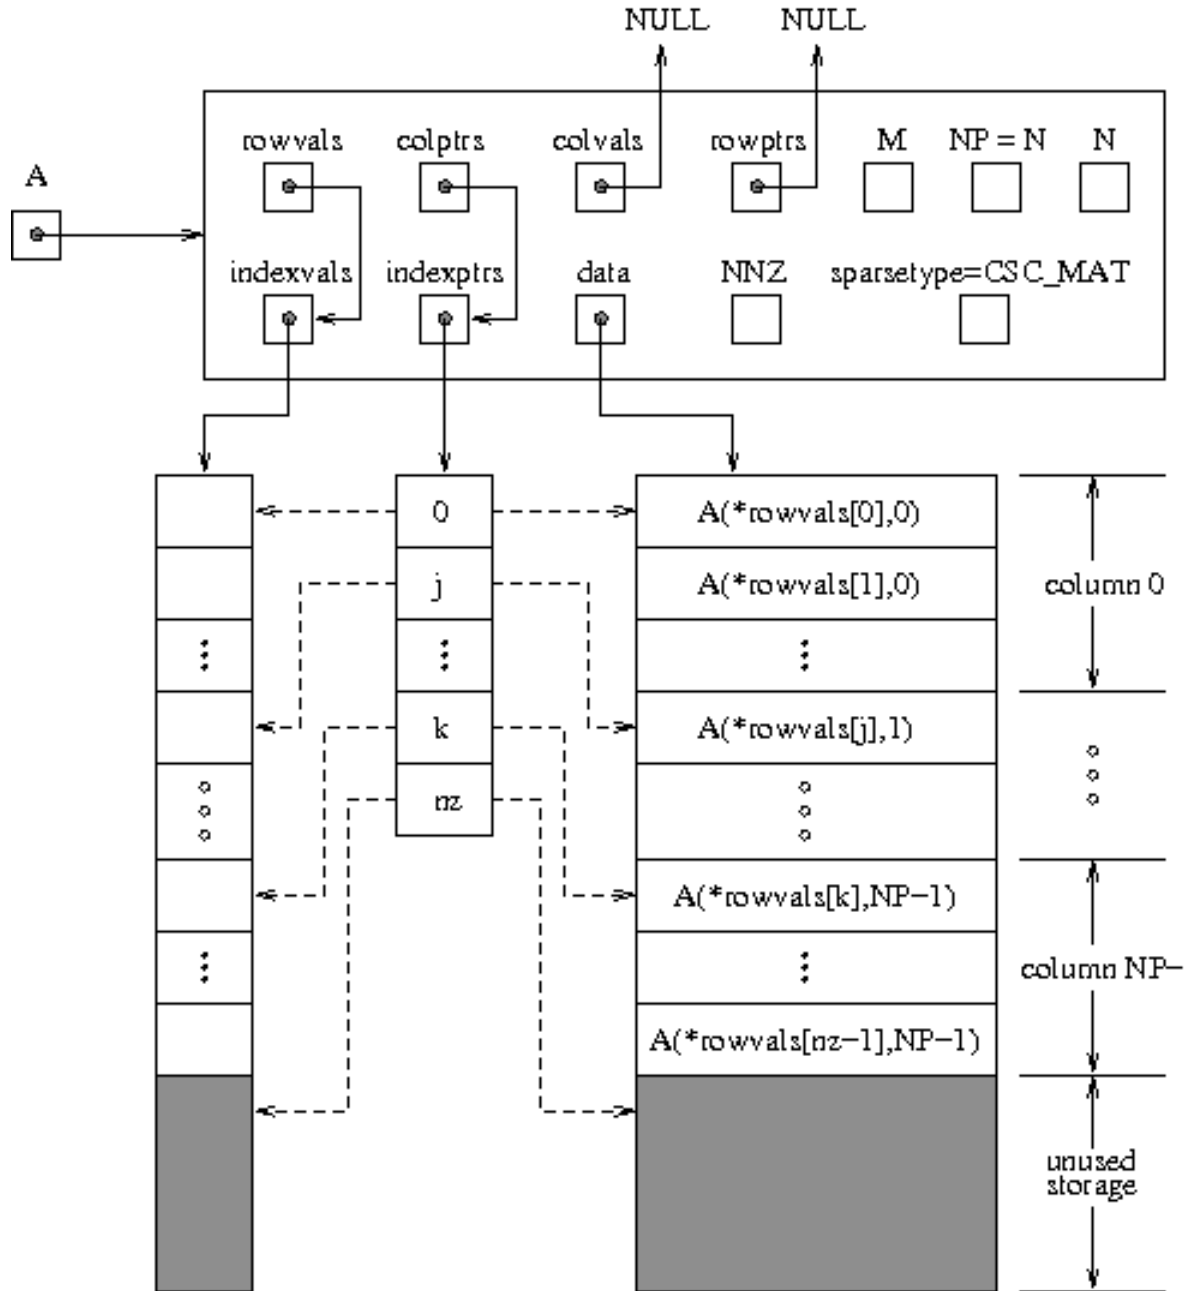 NULL NULL
rowvals colptrs colvals rowptrs M NP = N N
A
indexvals indexptrs data NNZ sparsetype=CSC_MAT
0 A(*rowvals[0],0)
j A(*rowvals[1],0) column 0
k A(*rowvals[j],1)
nz
A(*rowvals[k],NP−1)
column NP−
A(*rowvals[nz−1],NP−1)
unused
storage